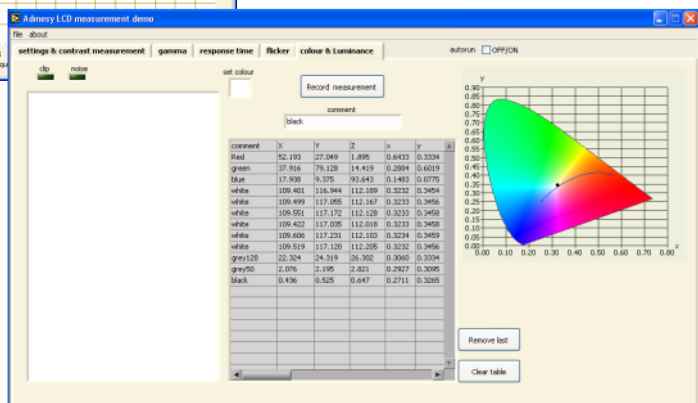 Admesy LCD measurement demo
file about
settings & contrast measurement gamma response time flicker colour & Luminance autorun OFF/ON
clip noise set colour
Record measurement
comment
black
comment X Y Z x y
Red 52.193 27.049 1.895 0.6433 0.3334
green 37.916 79.128 14.419 0.2884 0.6019
blue 17.938 9.375 93.643 0.1483 0.0775
white 109.401 116.944 112.189 0.3232 0.3454
white 109.499 117.055 112.167 0.3233 0.3456
white 109.551 117.172 112.128 0.3233 0.3458
white 109.422 117.035 112.018 0.3233 0.3458
white 109.606 117.231 112.103 0.3234 0.3459
white 109.519 117.120 112.205 0.3232 0.3456
grey128 22.324 24.319 26.302 0.3060 0.3334
grey50 2.076 2.195 2.821 0.2927 0.3095
black 0.436 0.525 0.647 0.2711 0.3265
y
0.90
0.85
0.80
0.75
0.70
0.65
0.60
0.55
0.50
0.45
0.40
0.35
0.30
0.25
0.20
0.15
0.10
0.05
0.00
0.00 0.10 0.20 0.30 0.40 0.50 0.60 0.70 0.80
x
Remove last
Clear table